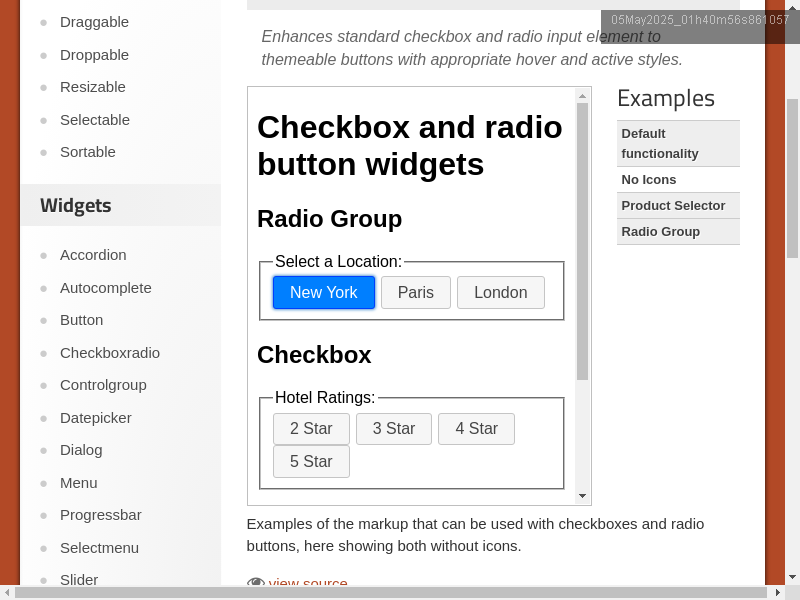 05May2025_01h40m56s861057
Draggable
Droppable
Resizable
Selectable
Sortable
Widgets
Accordion
Autocomplete
Button
Checkboxradio
Controlgroup
Datepicker
Dialog
Menu
Progressbar
Selectmenu
Slider
Enhances standard checkbox and radio input element to
themeable buttons with appropriate hover and active styles.
Checkbox and radio
button widgets
Radio Group
Select a Location:
New York Paris London
Checkbox
Hotel Ratings:
2 Star 3 Star 4 Star
5 Star
Examples
Default
functionality
No Icons
Product Selector
Radio Group
Examples of the markup that can be used with checkboxes and radio
buttons, here showing both without icons.
view source